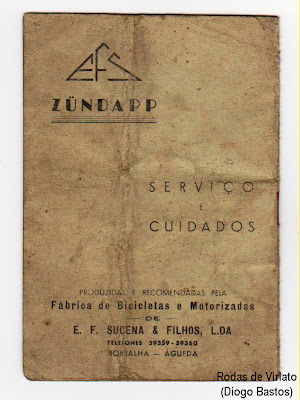 EFS
ZÜNDAPP
SERVIÇO
E
CUIDADOS
PRODUZIDAS E RECOMENDADAS PELA
Fábrica de Bicicletas e Motorizadas
DE
E. F. SUCENA & FILHOS, L.DA
TELEFONES 59359-59360
BORRALHA — AGUEDA
Rodas de Viriato
(Diogo Bastos)